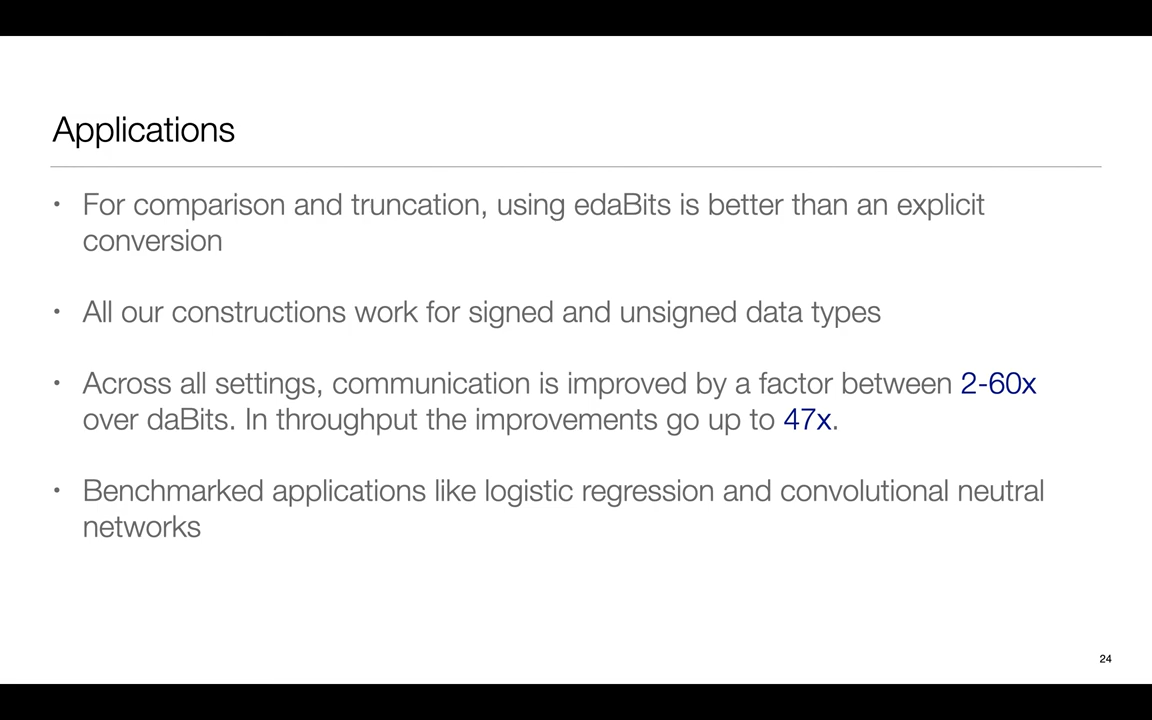 Applications
• For comparison and truncation, using edaBits is better than an explicit
conversion
• All our constructions work for signed and unsigned data types
• Across all settings, communication is improved by a factor between 2-60x
over daBits. In throughput the improvements go up to 47x.
• Benchmarked applications like logistic regression and convolutional neutral
networks
24